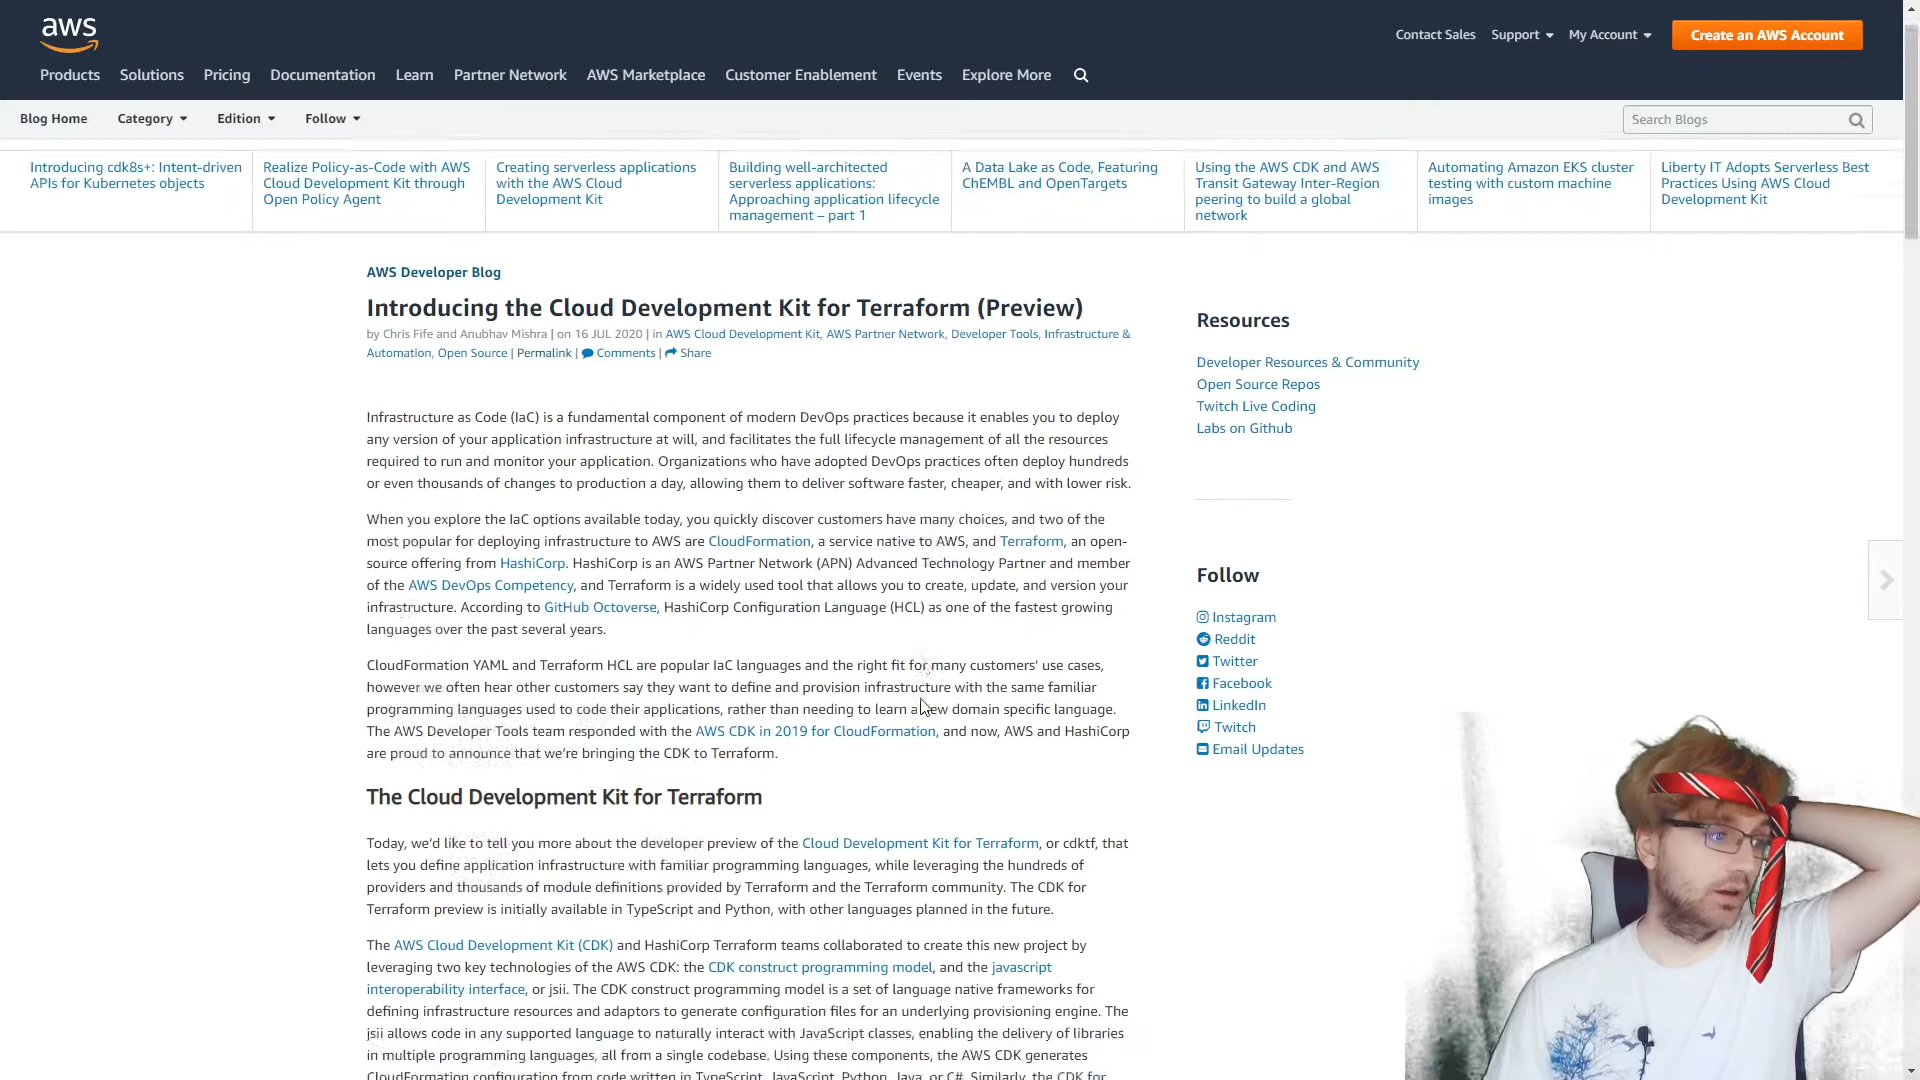 aws
Contact Sales Support My Account Create an AWS Account
Products Solutions Pricing Documentation Learn Partner Network AWS Marketplace Customer Enablement Events Explore More
Blog Home Category Edition Follow Search Blogs
Introducing cdk8s+: Intent-driven
APIs for Kubernetes objects
Realize Policy-as-Code with AWS
Cloud Development Kit through
Open Policy Agent
Creating serverless applications
with the AWS Cloud
Development Kit
Building well-architected
serverless applications:
Approaching application lifecycle
management – part 1
A Data Lake as Code, Featuring
ChEMBL and OpenTargets
Using the AWS CDK and AWS
Transit Gateway Inter-Region
peering to build a global
network
Automating Amazon EKS cluster
testing with custom machine
images
Liberty IT Adopts Serverless Best
Practices Using AWS Cloud
Development Kit
AWS Developer Blog
Introducing the Cloud Development Kit for Terraform (Preview)
by Chris Fife and Anubhav Mishra | on 16 JUL 2020 | in AWS Cloud Development Kit, AWS Partner Network, Developer Tools, Infrastructure &
Automation, Open Source | Permalink | Comments | Share
Infrastructure as Code (IaC) is a fundamental component of modern DevOps practices because it enables you to deploy
any version of your application infrastructure at will, and facilitates the full lifecycle management of all the resources
required to run and monitor your application. Organizations who have adopted DevOps practices often deploy hundreds
or even thousands of changes to production a day, allowing them to deliver software faster, cheaper, and with lower risk.
When you explore the IaC options available today, you quickly discover customers have many choices, and two of the
most popular for deploying infrastructure to AWS are CloudFormation, a service native to AWS, and Terraform, an open-
source offering from HashiCorp. HashiCorp is an AWS Partner Network (APN) Advanced Technology Partner and member
of the AWS DevOps Competency, and Terraform is a widely used tool that allows you to create, update, and version your
infrastructure. According to GitHub Octoverse, HashiCorp Configuration Language (HCL) as one of the fastest growing
languages over the past several years.
CloudFormation YAML and Terraform HCL are popular IaC languages and the right fit for many customers' use cases,
however we often hear other customers say they want to define and provision infrastructure with the same familiar
programming languages used to code their applications, rather than needing to learn a new domain specific language.
The AWS Developer Tools team responded with the AWS CDK in 2019 for CloudFormation, and now, AWS and HashiCorp
are proud to announce that we're bringing the CDK to Terraform.
The Cloud Development Kit for Terraform
Today, we'd like to tell you more about the developer preview of the Cloud Development Kit for Terraform, or cdktf, that
lets you define application infrastructure with familiar programming languages, while leveraging the hundreds of
providers and thousands of module definitions provided by Terraform and the Terraform community. The CDK for
Terraform preview is initially available in TypeScript and Python, with other languages planned in the future.
The AWS Cloud Development Kit (CDK) and HashiCorp Terraform teams collaborated to create this new project by
leveraging two key technologies of the AWS CDK: the CDK construct programming model, and the javascript
interoperability interface, or jsii. The CDK construct programming model is a set of language native frameworks for
defining infrastructure resources and adaptors to generate configuration files for an underlying provisioning engine. The
jsii allows code in any supported language to naturally interact with JavaScript classes, enabling the delivery of libraries
in multiple programming languages, all from a single codebase. Using these components, the AWS CDK generates
CloudFormation configuration from code written in TypeScript, JavaScript, Python, Java, or C#. Similarly, the CDK for
Resources
Developer Resources & Community
Open Source Repos
Twitch Live Coding
Labs on Github
Follow
Instagram
Reddit
Twitter
Facebook
LinkedIn
Twitch
Email Updates